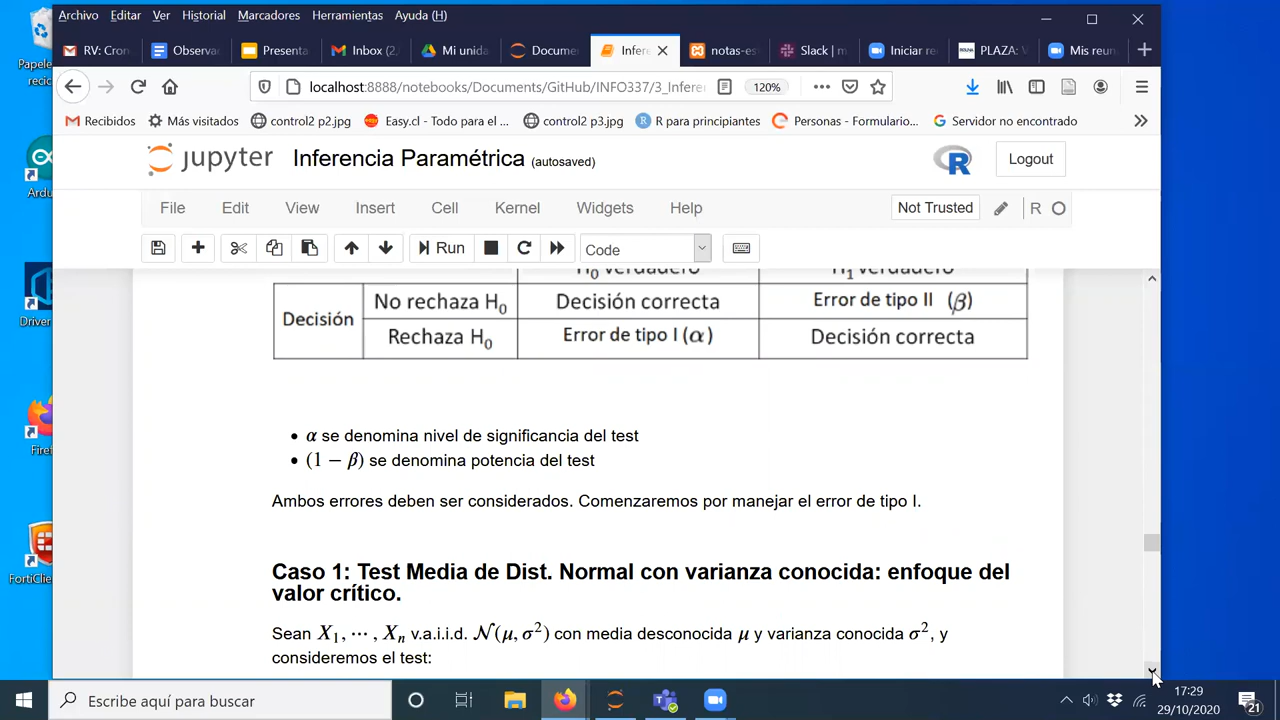 Archivo Editar Ver Historial Marcadores Herramientas Ayuda (H)
RV: Cron Observac Presenta Inbox (2, Mi unida Docume Infer notas-es Slack | m Iniciar re PLAZA: V Mis reun
localhost:8888/notebooks/Documents/GitHub/INFO337/3_Infere 120%
Recibidos Más visitados control2 p2.jpg Easy.cl - Todo para el ... control2 p3.jpg R para principiantes Personas - Formulario... Servidor no encontrado
jupyter Inferencia Paramétrica (autosaved) R Logout
File Edit View Insert Cell Kernel Widgets Help Not Trusted R
Run Code
H0 verdadero H1 verdadero
Decisión
No rechaza H0 Decisión correcta Error de tipo II (β)
Rechaza H0 Error de tipo I (α) Decisión correcta
• α se denomina nivel de significancia del test
• (1 − β) se denomina potencia del test
Ambos errores deben ser considerados. Comenzaremos por manejar el error de tipo I.
Caso 1: Test Media de Dist. Normal con varianza conocida: enfoque del
valor crítico.
Sean X1, ⋯ , Xn v.a.i.i.d. N(μ, σ²) con media desconocida μ y varianza conocida σ², y
consideremos el test:
Papele
recic
Ardu
Driver
Firef
FortiClie
Escribe aquí para buscar
17:29
29/10/2020
21